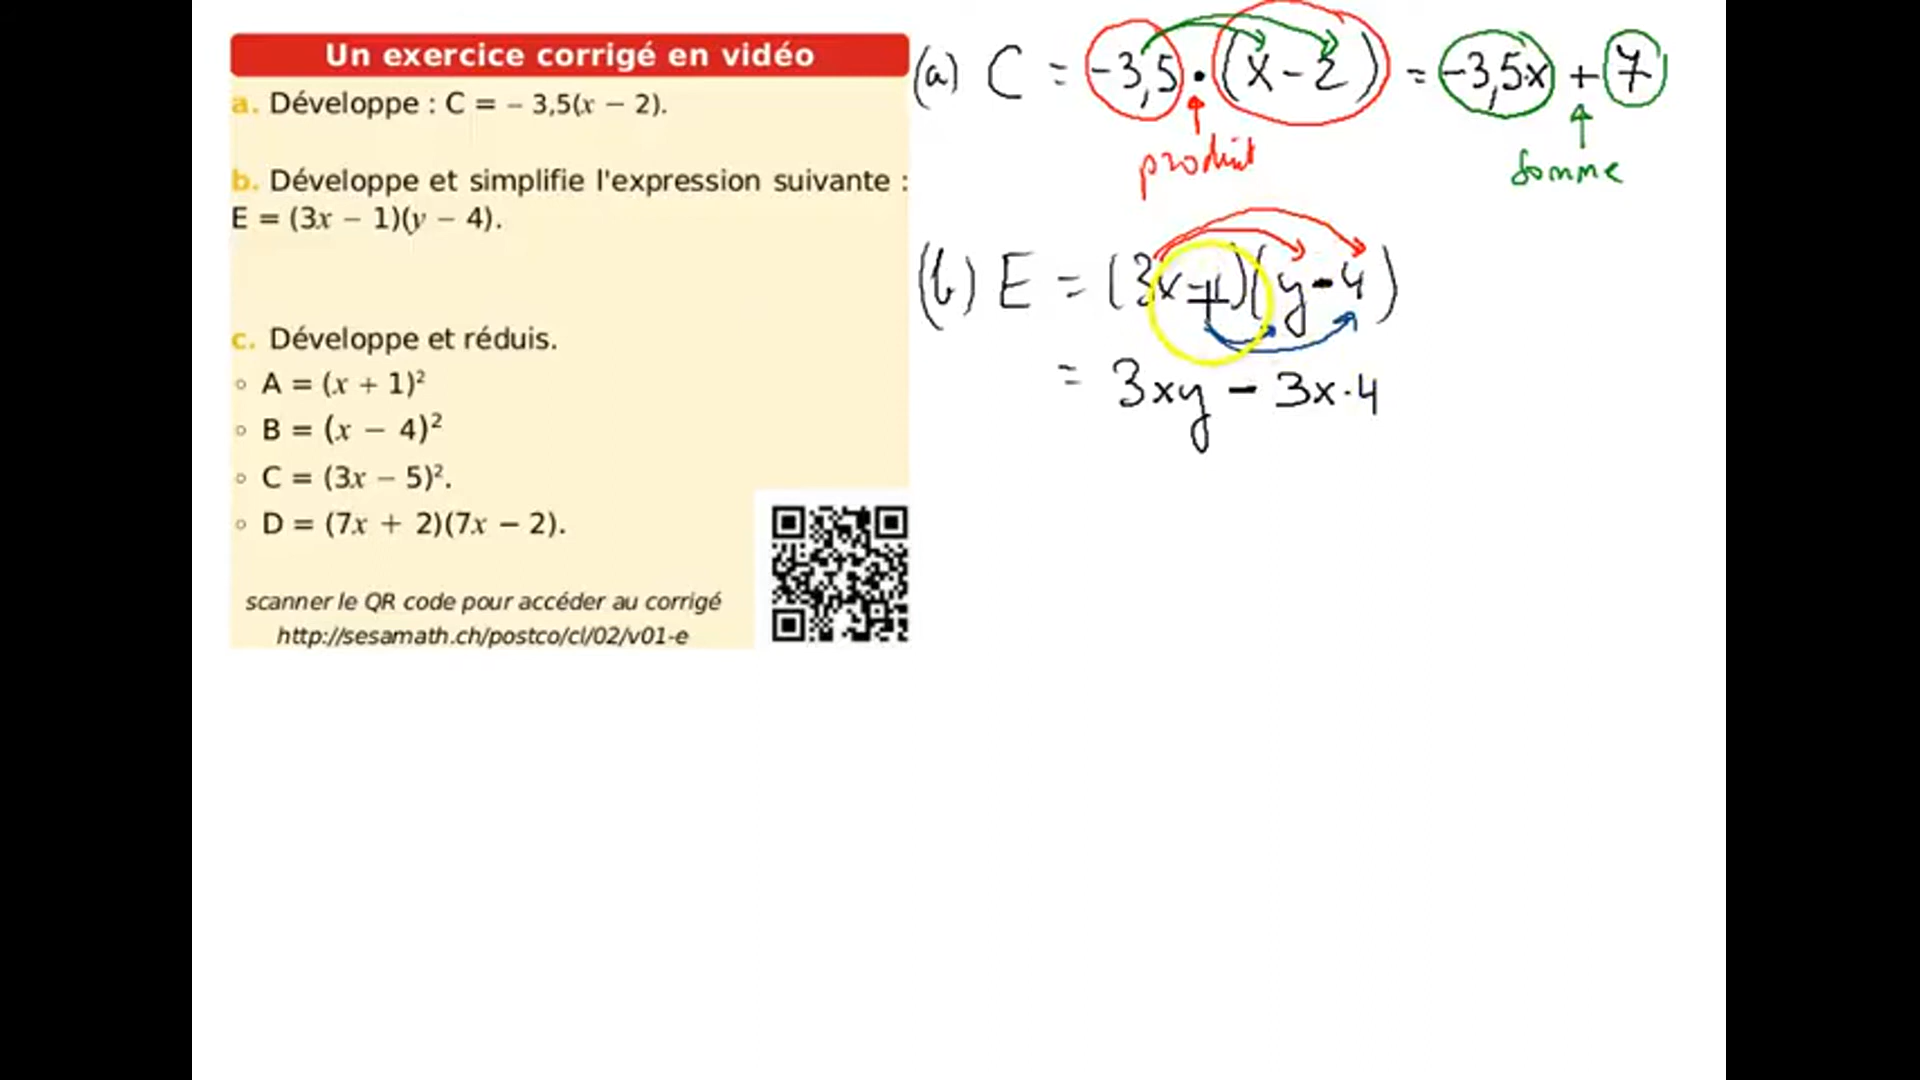 Un exercice corrigé en vidéo
a. Développe : C = – 3,5(x − 2).
b. Développe et simplifie l'expression suivante :
E = (3x − 1)(y − 4).
c. Développe et réduis.
◦ A = (x + 1)²
◦ B = (x − 4)²
◦ C = (3x − 5)².
◦ D = (7x + 2)(7x − 2).
scanner le QR code pour accéder au corrigé
http://sesamath.ch/postco/cl/02/v01-e
(a) C = -3,5 • (x-2) = -3,5x + 7
produit
somme
(b) E = (3x-1)(y-4)
= 3xy - 3x·4